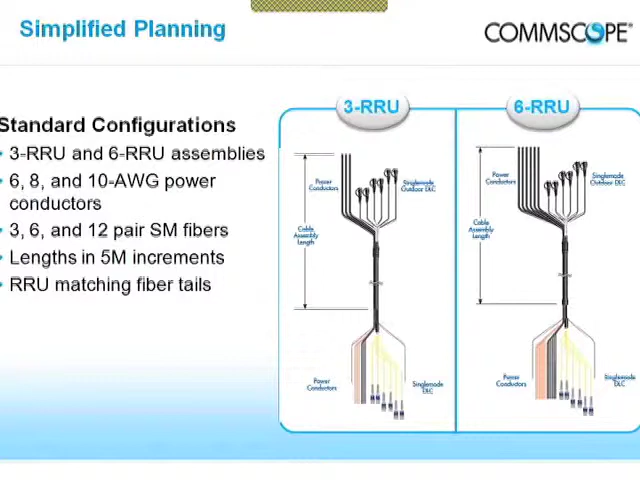 Simplified Planning
COMMSCOPE®
Standard Configurations
• 3-RRU and 6-RRU assemblies
• 6, 8, and 10-AWG power
conductors
• 3, 6, and 12 pair SM fibers
• Lengths in 5M increments
• RRU matching fiber tails
3-RRU
Power
Conductors
Singlemode
Outdoor DLC
Cable
Assembly
Length
Power
Conductors
Singlemode
DLC
6-RRU
Power
Conductors
Singlemode
Outdoor DLC
Cable
Assembly
Length
Power
Conductors
Singlemode
DLC